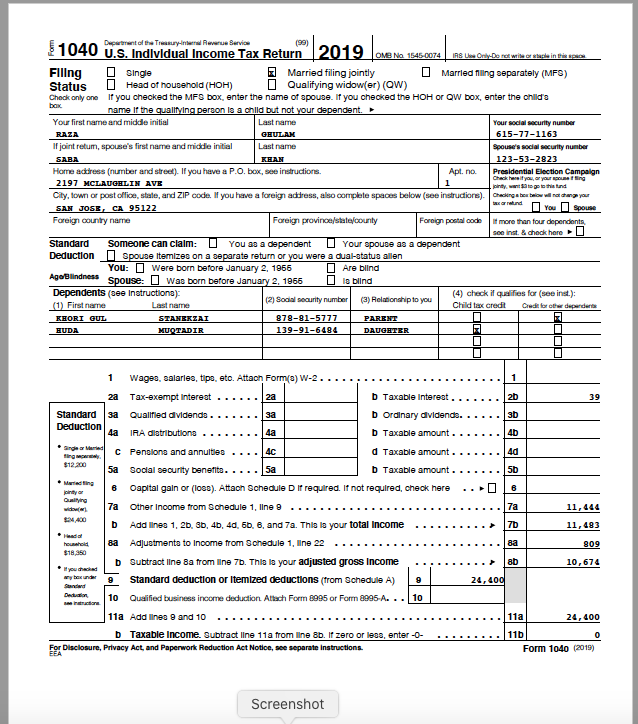 Form 1040 Department of the Treasury-Internal Revenue Service (99) U.S. Individual Income Tax Return 2019 OMB No. 1545-0074 IRS Use Only-Do not write or staple in this space.
Filing Status
Single X Married filing jointly Married filing separately (MFS)
Head of household (HOH) Qualifying widow(er) (QW)
Check only one box.
If you checked the MFS box, enter the name of spouse. If you checked the HOH or QW box, enter the child's
name if the qualifying person is a child but not your dependent. ►
Your first name and middle initial Last name Your social security number
RAZA GHULAM 615-77-1163
If joint return, spouse's first name and middle initial Last name Spouse's social security number
SABA KHAN 123-53-2823
Home address (number and street). If you have a P.O. box, see instructions. Apt. no.
2197 MCLAUGHLIN AVE 1
Presidential Election Campaign
Check here if you, or your spouse if filing
jointly, want $3 to go to this fund.
Checking a box below will not change your
tax or refund. You Spouse
City, town or post office, state, and ZIP code. If you have a foreign address, also complete spaces below (see instructions).
SAN JOSE, CA 95122
Foreign country name Foreign province/state/county Foreign postal code
If more than four dependents,
see inst. & check here ►
Standard Deduction
Someone can claim: You as a dependent Your spouse as a dependent
Spouse itemizes on a separate return or you were a dual-status alien
Age/Blindness
You: Were born before January 2, 1955 Are blind
Spouse: Was born before January 2, 1955 Is blind
Dependents (see instructions): (2) Social security number (3) Relationship to you (4) check if qualifies for (see inst.):
(1) First name Last name Child tax credit Credit for other dependents
KHORI GUL STANEKZAI 878-81-5777 PARENT X
HUDA MUQTADIR 139-91-6484 DAUGHTER X
1 Wages, salaries, tips, etc. Attach Form(s) W-2 1
2a Tax-exempt interest 2a b Taxable interest 2b 39
3a Qualified dividends 3a b Ordinary dividends 3b
4a IRA distributions 4a b Taxable amount 4b
c Pensions and annuities 4c d Taxable amount 4d
5a Social security benefits 5a b Taxable amount 5b
6 Capital gain or (loss). Attach Schedule D if required. If not required, check here ► 6
7a Other income from Schedule 1, line 9 7a 11,444
b Add lines 1, 2b, 3b, 4b, 4d, 5b, 6, and 7a. This is your total income ► 7b 11,483
8a Adjustments to income from Schedule 1, line 22 8a 809
b Subtract line 8a from line 7b. This is your adjusted gross income ► 8b 10,674
9 Standard deduction or itemized deductions (from Schedule A) 9 24,400
10 Qualified business income deduction. Attach Form 8995 or Form 8995-A 10
11a Add lines 9 and 10 11a 24,400
b Taxable income. Subtract line 11a from line 8b. If zero or less, enter -0- 11b 0
Standard
Deduction
• Single or Married
filing separately,
$12,200
• Married filing
jointly or
Qualifying
widow(er),
$24,400
• Head of
household,
$18,350
• If you checked
any box under
Standard
Deduction,
see instructions.
For Disclosure, Privacy Act, and Paperwork Reduction Act Notice, see separate instructions. Form 1040 (2019)
EEA
Screenshot